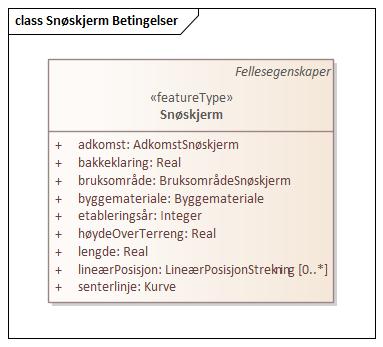 class Snøskjerm Betingelser
Fellesegenskaper
«featureType»
Snøskjerm
+ adkomst: AdkomstSnøskjerm
+ bakkeklaring: Real
+ bruksområde: BruksområdeSnøskjerm
+ byggemateriale: Byggemateriale
+ etableringsår: Integer
+ høydeOverTerreng: Real
+ lengde: Real
+ lineærPosisjon: LineærPosisjonStrekning [0..*]
+ senterlinje: Kurve